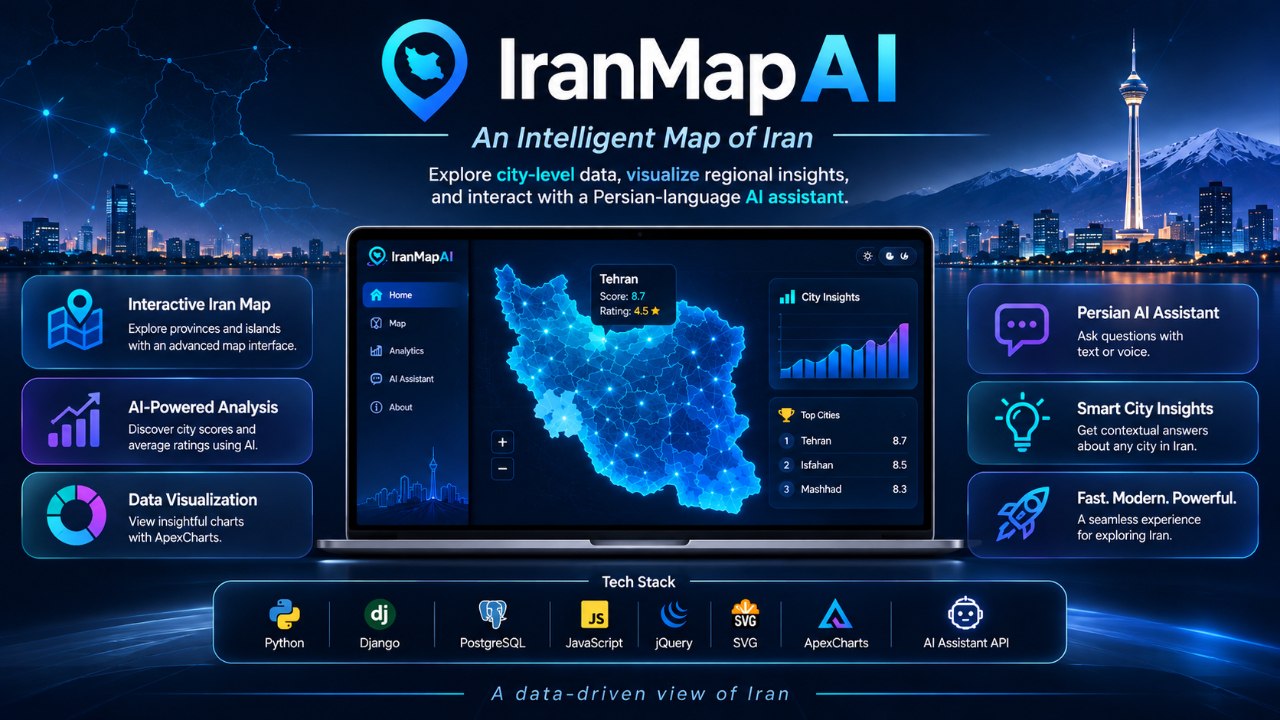 IranMapAI
An Intelligent Map of Iran
Explore city-level data, visualize regional insights,
and interact with a Persian-language AI assistant.
Interactive Iran Map
Explore provinces and islands
with an advanced map interface.
AI-Powered Analysis
Discover city scores and
average ratings using AI.
Data Visualization
View insightful charts
with ApexCharts.
IranMapAI
Home
Map
Analytics
AI Assistant
About
Tehran
Score: 8.7
Rating: 4.5
+
−
City Insights
Top Cities
1 Tehran 8.7
2 Isfahan 8.5
3 Mashhad 8.3
Persian AI Assistant
Ask questions with
text or voice.
Smart City Insights
Get contextual answers
about any city in Iran.
Fast. Modern. Powerful.
A seamless experience
for exploring Iran.
Tech Stack
dj
JS
SVG
Python
Django
PostgreSQL
JavaScript
jQuery
SVG
ApexCharts
AI Assistant API
A data-driven view of Iran